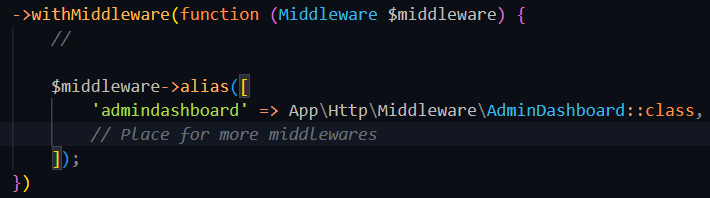 ->withMiddleware(function (Middleware $middleware) {
//
$middleware->alias([
'admindashboard' => App\Http\Middleware\AdminDashboard::class,
// Place for more middlewares
]);
})